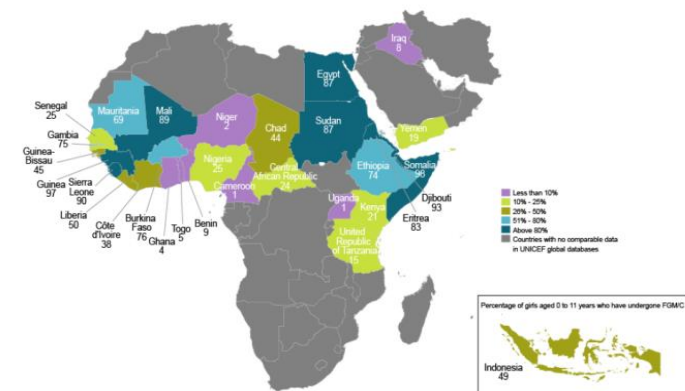 Iraq
8
Egypt
87
Mauritania
69
Mali
89
Niger
2
Senegal
25
Chad
44
Sudan
87
Yemen
19
Gambia
75
Guinea-
Bissau
45
Nigeria
25
Ethiopia
74
Somalia
98
Central
African Republic
24
Guinea
97
Sierra
Leone
90
Cameroon
1
Uganda
1
Kenya
21
Djibouti
93
Liberia
50
Côte
d'Ivoire
38
Burkina
Faso
76
Ghana
4
Togo
5
Benin
9
Eritrea
83
United
Republic
of Tanzania
15
Less than 10%
10% - 25%
26% - 50%
51% - 80%
Above 80%
Countries with no comparable data
in UNICEF global databases
Percentage of girls aged 0 to 11 years who have undergone FGM/C
Indonesia
49